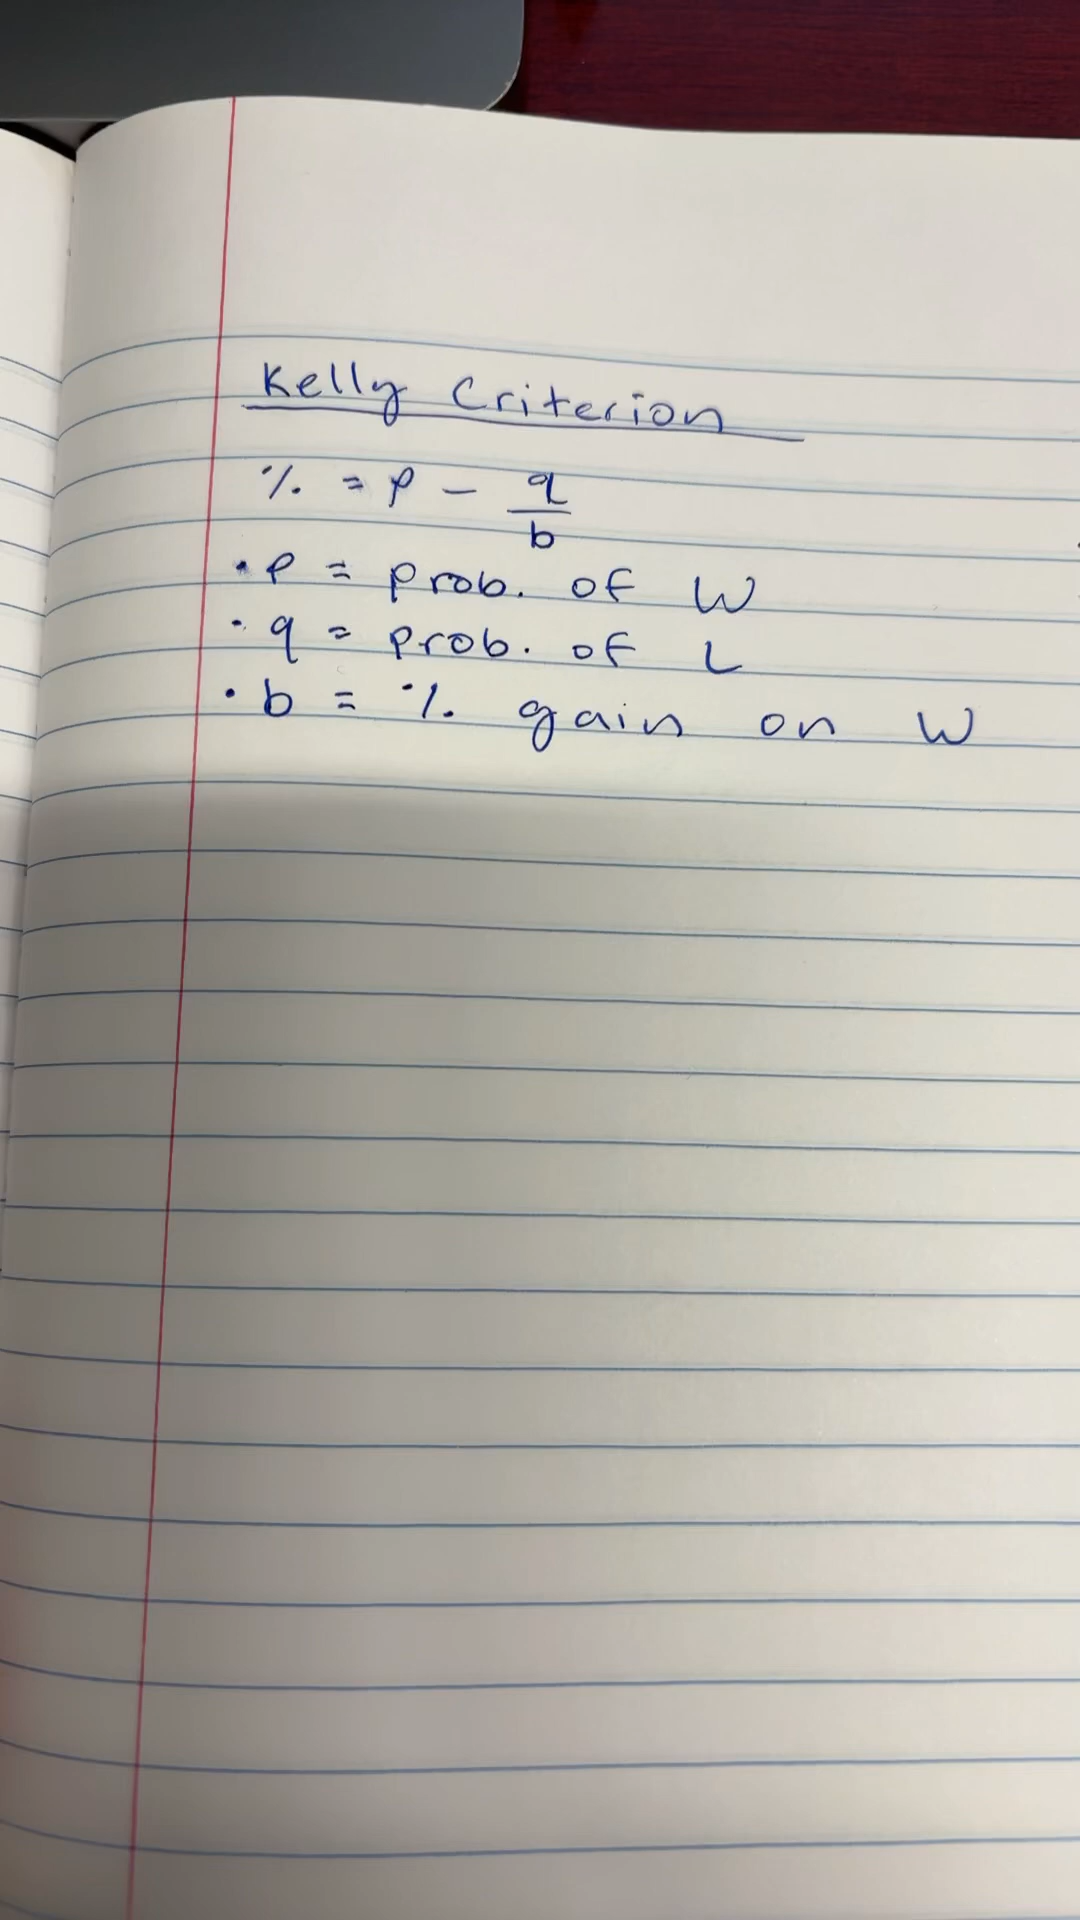 Kelly Criterion
% = p - q/b
• p = prob. of W
• q = prob. of L
• b = % gain on W